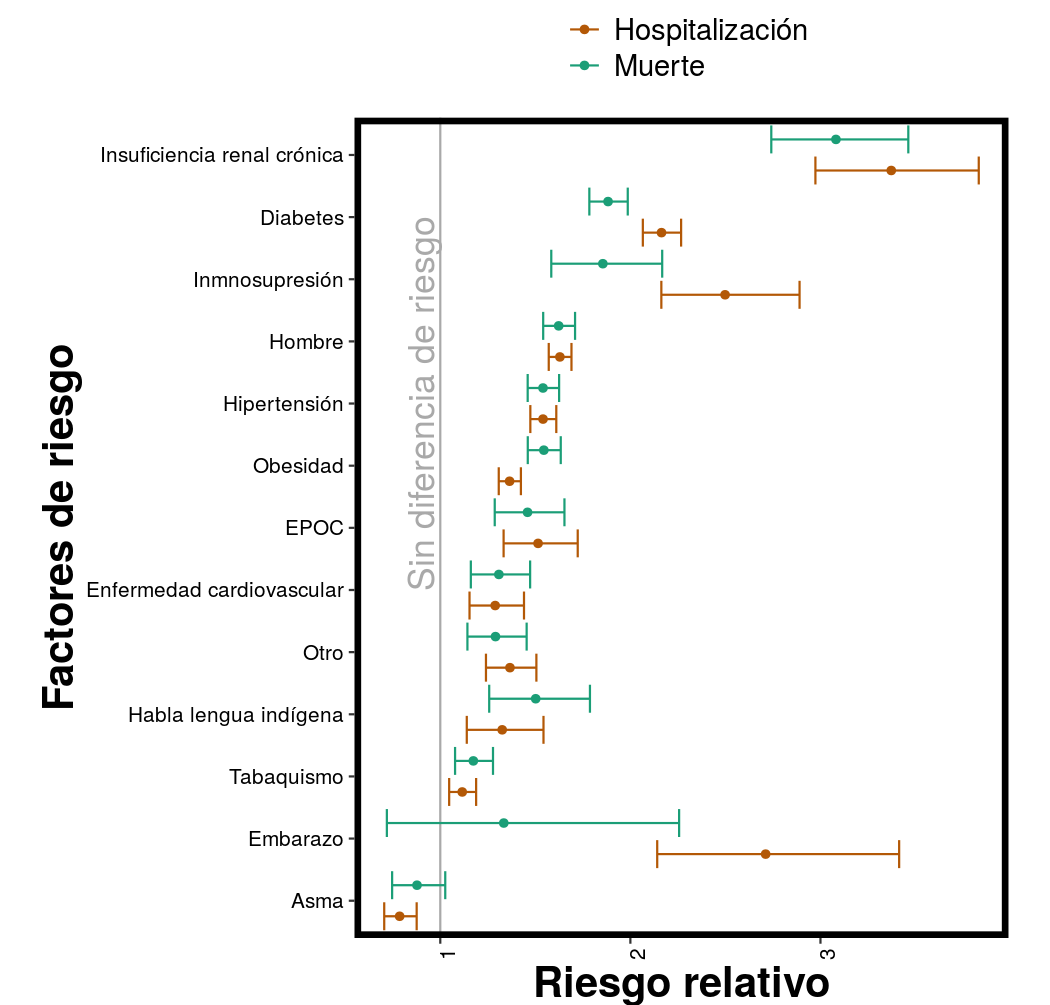 Hospitalización
Muerte
Insuficiencia renal crónica
Diabetes
Inmnosupresión
Hombre
Hipertensión
Obesidad
EPOC
Enfermedad cardiovascular
Otro
Habla lengua indígena
Tabaquismo
Embarazo
Asma
Factores de riesgo
Sin diferencia de riesgo
1
2
3
Riesgo relativo